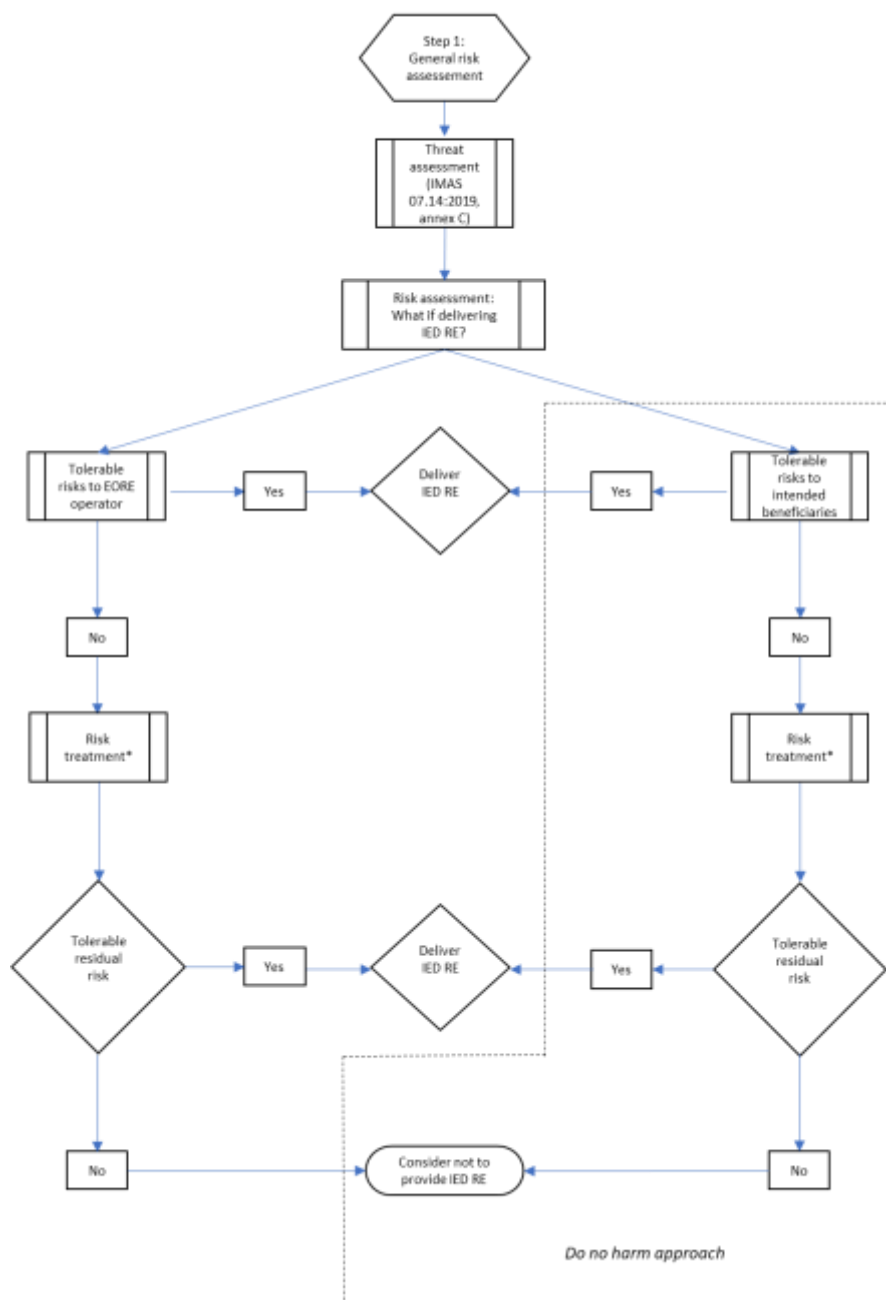 Step 1:
General risk
assessement
Threat
assessment
(IMAS
07.14:2019,
annex C)
Risk assessment:
What if delivering
IED RE?
Tolerable
risks to EORE
operator
Yes
Deliver
IED RE
Yes
Tolerable
risks to
intended
beneficiaries
No
No
Risk
treatment*
Risk
treatment*
Tolerable
residual
risk
Yes
Deliver
IED RE
Yes
Tolerable
residual
risk
No
Consider not to
provide IED RE
No
Do no harm approach